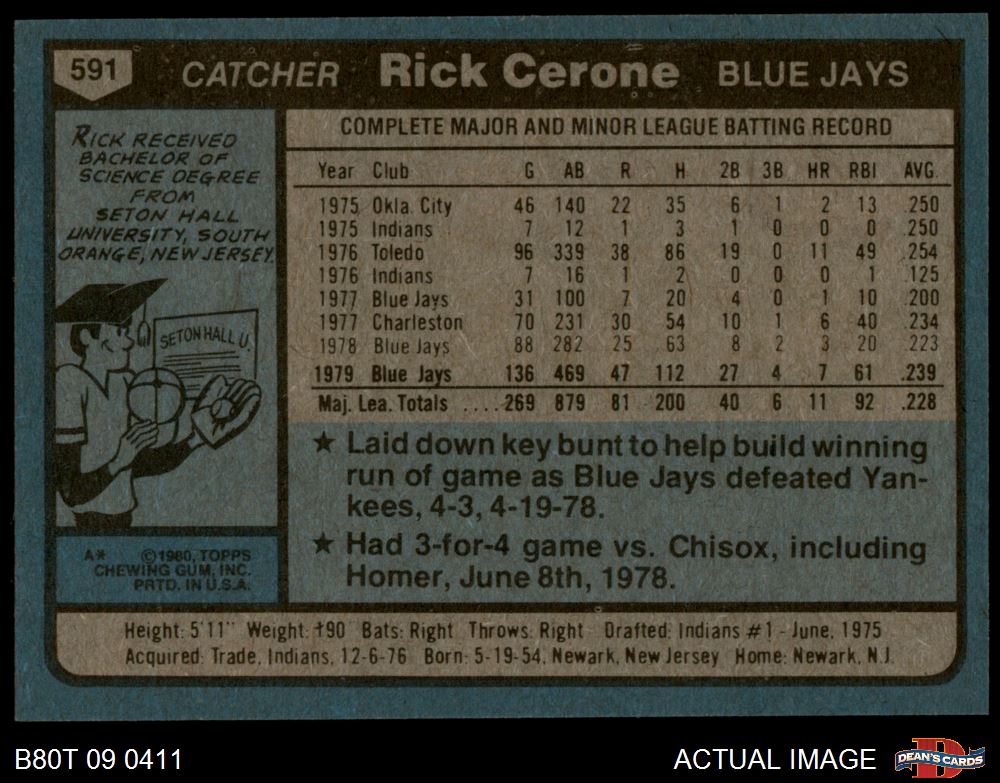 591 CATCHER Rick Cerone BLUE JAYS
RICK RECEIVED
BACHELOR OF
SCIENCE DEGREE
FROM
SETON HALL
UNIVERSITY, SOUTH
ORANGE, NEW JERSEY.
SETON HALL U.
A* ©1980, TOPPS
CHEWING GUM, INC.
PRTD. IN U.S.A.
COMPLETE MAJOR AND MINOR LEAGUE BATTING RECORD
Year Club G AB R H 2B 3B HR RBI AVG.
1975 Okla. City 46 140 22 35 6 1 2 13 .250
1975 Indians 7 12 1 3 1 0 0 0 .250
1976 Toledo 96 339 38 86 19 0 11 49 .254
1976 Indians 7 16 1 2 0 0 0 1 .125
1977 Blue Jays 31 100 7 20 4 0 1 10 .200
1977 Charleston 70 231 30 54 10 1 6 40 .234
1978 Blue Jays 88 282 25 63 8 2 3 20 .223
1979 Blue Jays 136 469 47 112 27 4 7 61 .239
Maj. Lea. Totals ....269 879 81 200 40 6 11 92 .228
★ Laid down key bunt to help build winning
run of game as Blue Jays defeated Yan-
kees, 4-3, 4-19-78.
★ Had 3-for-4 game vs. Chisox, including
Homer, June 8th, 1978.
Height: 5'11" Weight: 190 Bats: Right Throws: Right Drafted: Indians #1 - June, 1975
Acquired: Trade, Indians, 12-6-76 Born: 5-19-54, Newark, New Jersey Home: Newark, N.J.
B80T 09 0411
ACTUAL IMAGE
D
DEAN'S CARDS